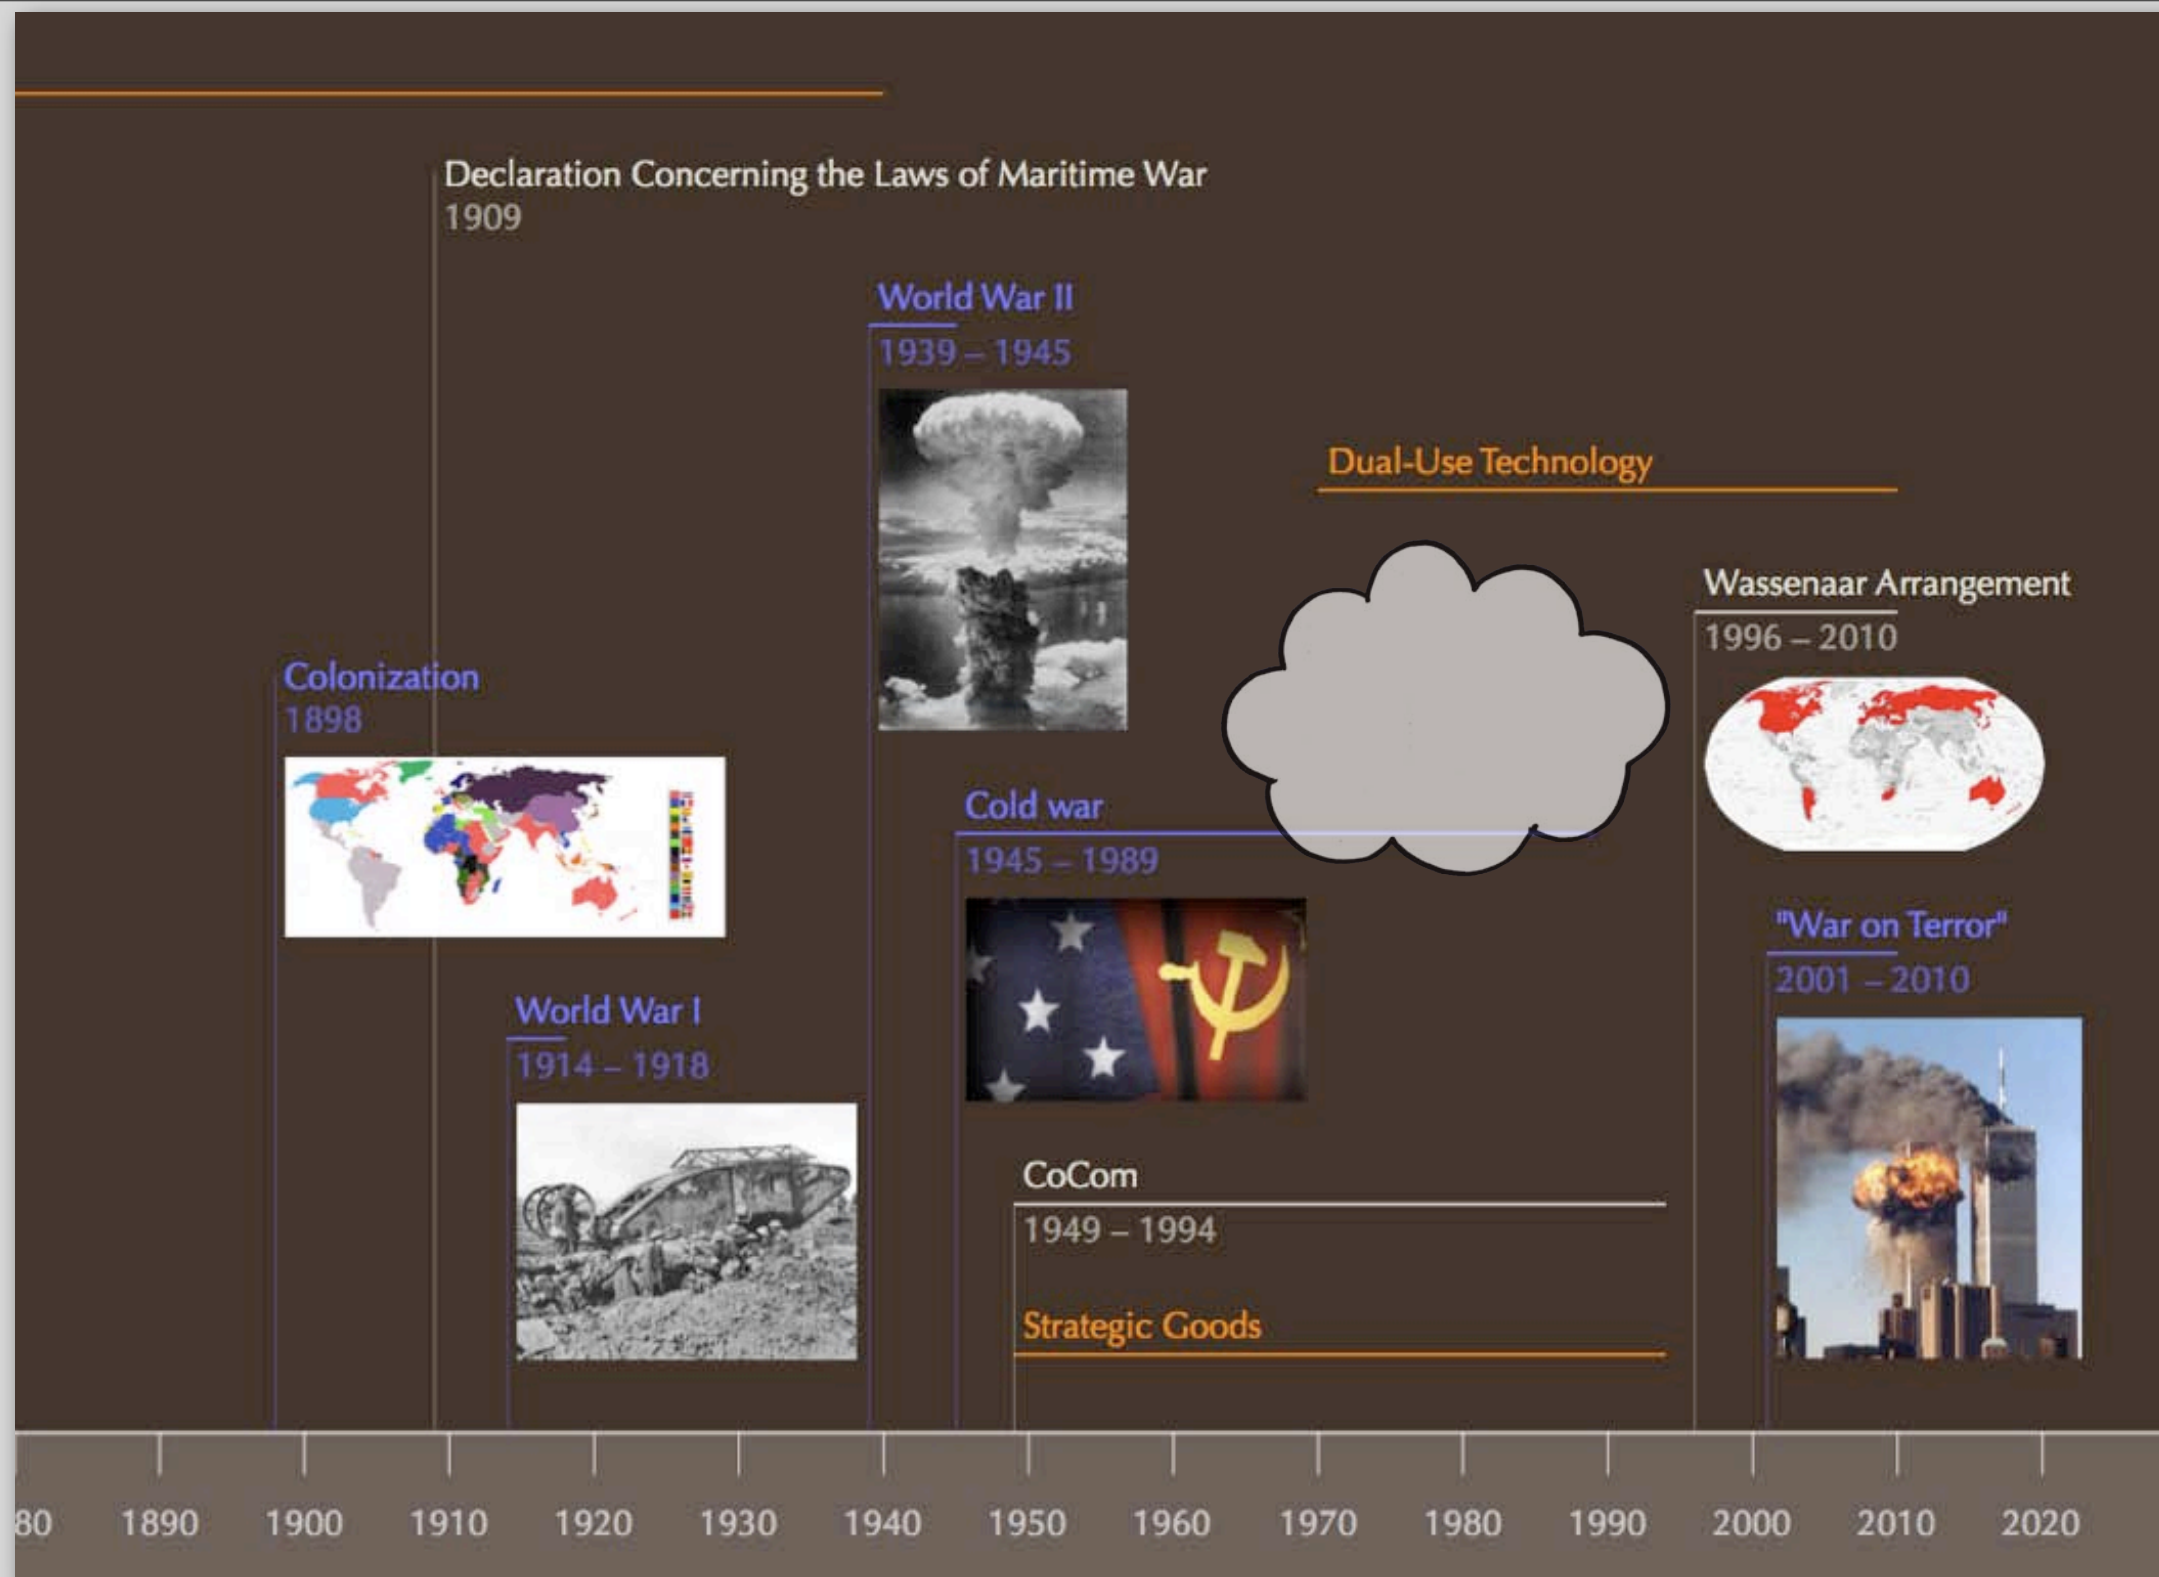 Declaration Concerning the Laws of Maritime War
1909
World War II
1939 – 1945
Dual-Use Technology
Wassenaar Arrangement
1996 – 2010
Colonization
1898
Cold war
1945 – 1989
"War on Terror"
2001 – 2010
World War I
1914 – 1918
CoCom
1949 – 1994
Strategic Goods
80 1890 1900 1910 1920 1930 1940 1950 1960 1970 1980 1990 2000 2010 2020